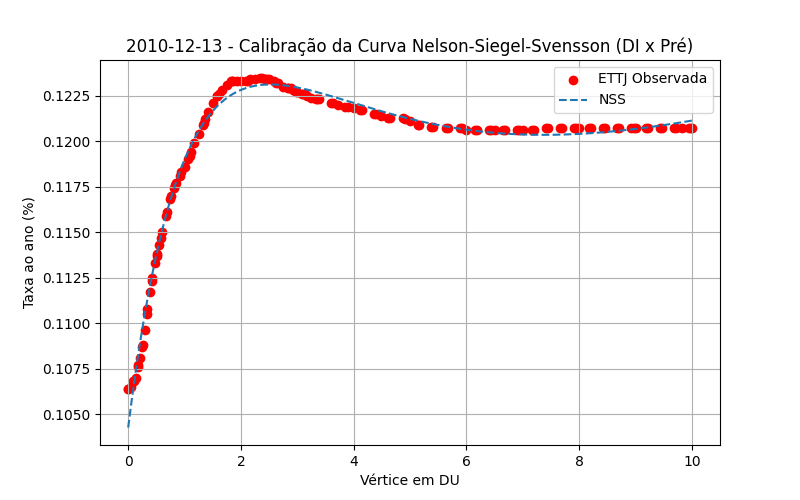 2010-12-13 - Calibração da Curva Nelson-Siegel-Svensson (DI x Pré)
ETTJ Observada
NSS
Taxa ao ano (%)
0.1225
0.1200
0.1175
0.1150
0.1125
0.1100
0.1075
0.1050
0 2 4 6 8 10
Vértice em DU